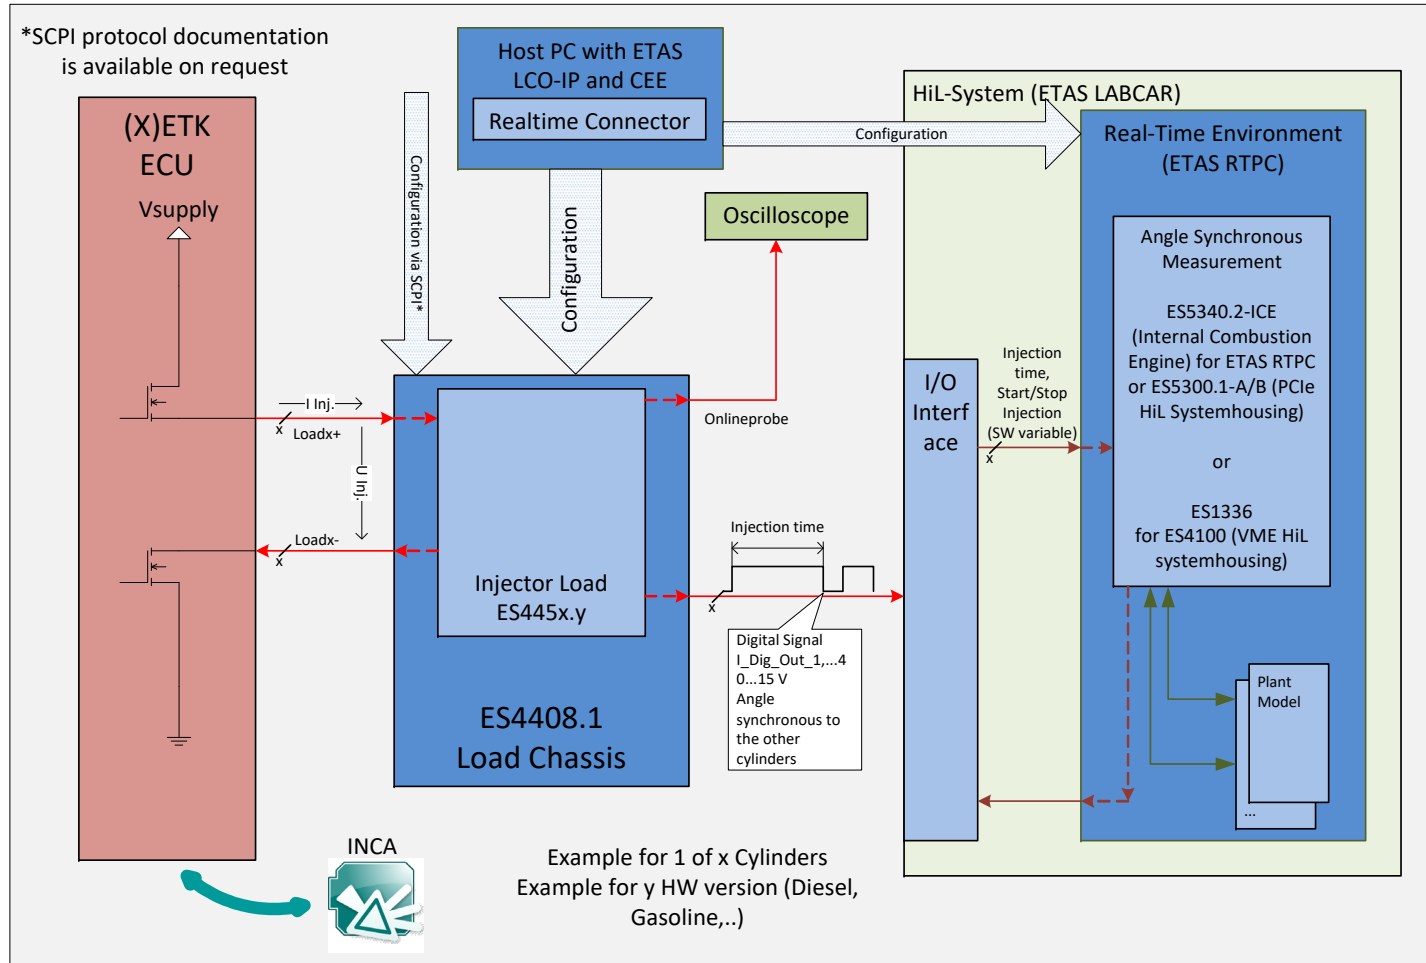 *SCPI protocol documentation
is available on request
(X)ETK
ECU
Vsupply
I Inj.
x
Loadx+
U Inj.
Loadx-
x
Configuration via SCPI*
Host PC with ETAS
LCO-IP and CEE
Realtime Connector
Configuration
Configuration
Oscilloscope
Onlineprobe
Injector Load
ES445x.y
ES4408.1
Load Chassis
Injection time
x
Digital Signal
I_Dig_Out_1,...4
0...15 V
Angle
synchronous to
the other
cylinders
HiL-System (ETAS LABCAR)
I/O
Interf
ace
Injection
time,
Start/Stop
Injection
(SW variable)
x
Real-Time Environment
(ETAS RTPC)
Angle Synchronous
Measurement
ES5340.2-ICE
(Internal Combustion
Engine) for ETAS RTPC
or ES5300.1-A/B (PCIe
HiL Systemhousing)
or
ES1336
for ES4100 (VME HiL
systemhousing)
Plant
Model
...
INCA
Example for 1 of x Cylinders
Example for y HW version (Diesel,
Gasoline,..)